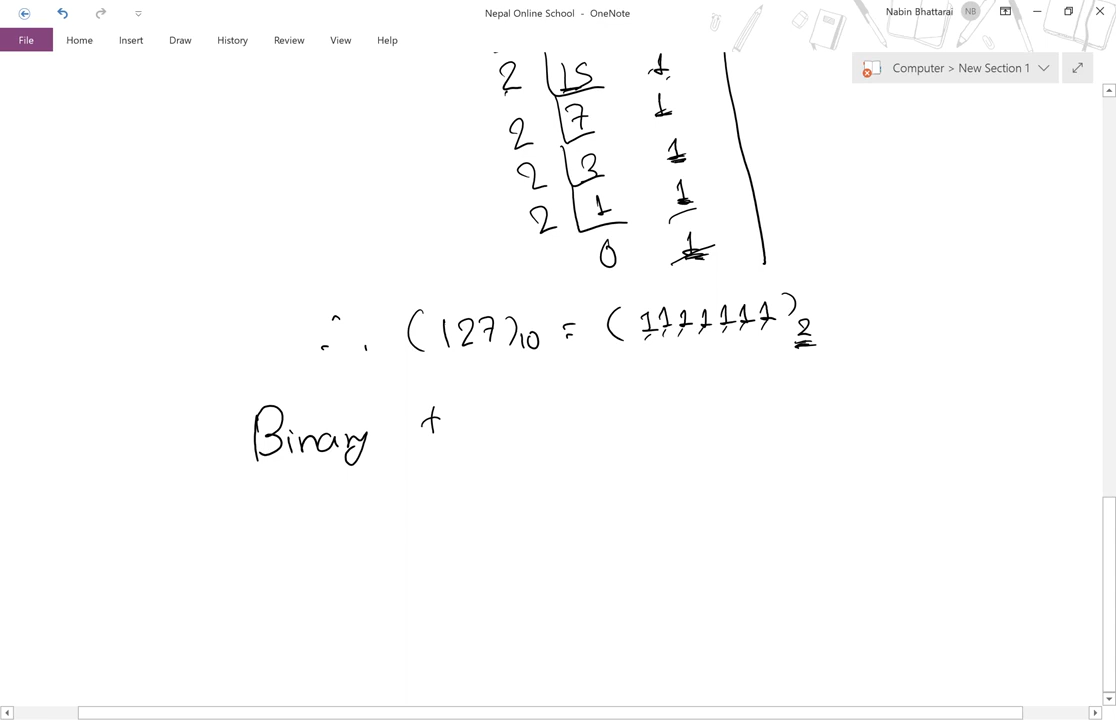 Nepal Online School - OneNote
Nabin Bhattarai NB
File Home Insert Draw History Review View Help
Computer > New Section 1
2 15 1
2 7 1
2 3 1
2 1 1
0 1
∴ (127)10 = (1111111)2
Binary t